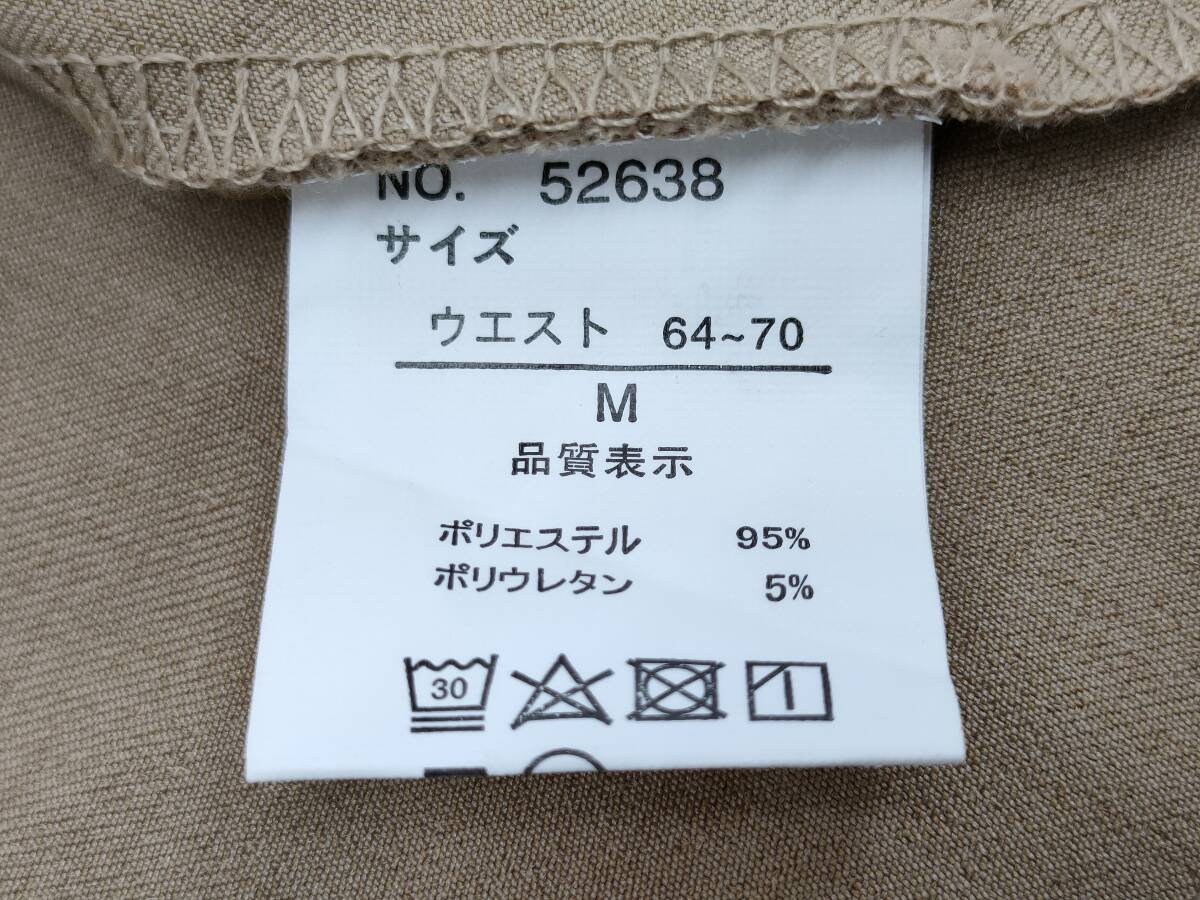 NO. 52638
サイズ
ウエスト 64~70
M
品質表示
ポリエステル 95%
ポリウレタン 5%
30